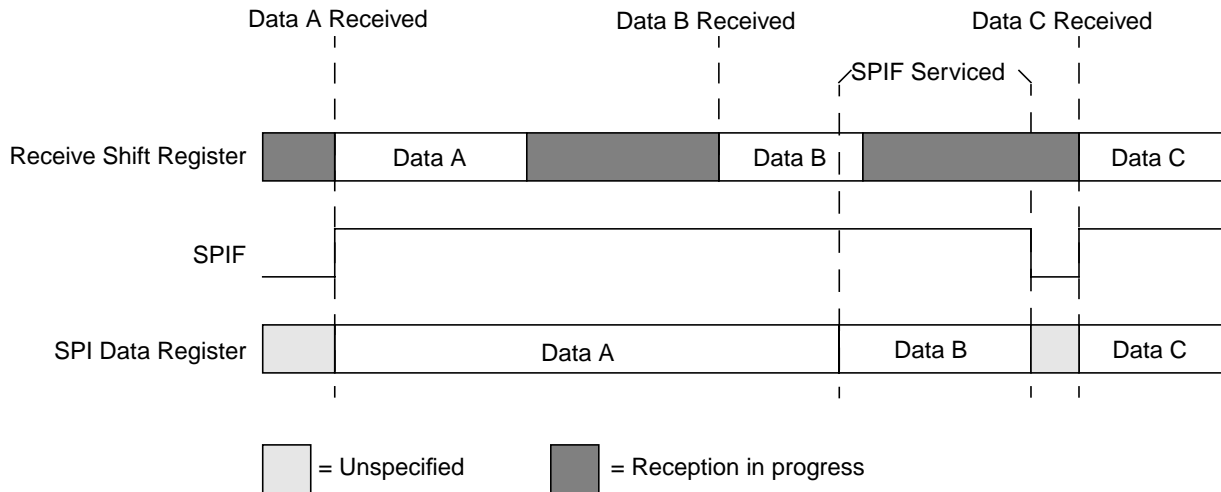 Data A Received
Data B Received
Data C Received
SPIF Serviced
Receive Shift Register
Data A
Data B
Data C
SPIF
SPI Data Register
Data A
Data B
Data C
= Unspecified
= Reception in progress